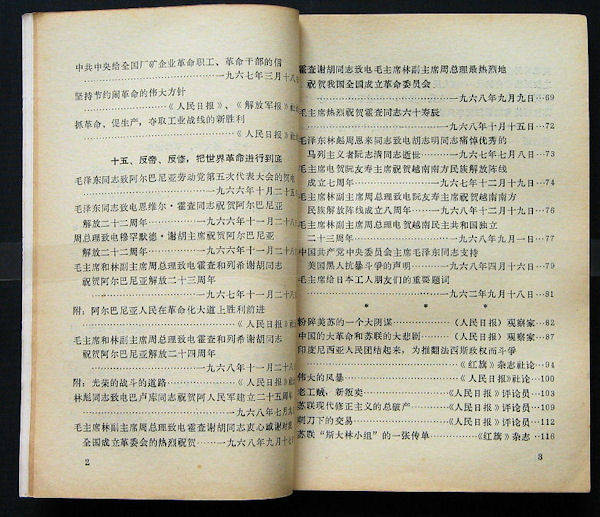 中共中央给全国厂矿企业革命职工、革命干部的信
……………………一九六七年三月十八
坚持节约闹革命的伟大方针
……………《人民日报》、《解放军报》社
抓革命，促生产，夺取工业战线的新胜利
……………………………《人民日报》社
十五、反帝、反修，把世界革命进行到底
毛泽东同志致阿尔巴尼亚劳动党第五次代表大会的贺电
……………………一九六六年十月二十五
毛泽东同志致电恩维尔·霍查同志祝贺阿尔巴尼亚
解放二十二周年………一九六六年十一月二十八
周总理致电穆罕默德·谢胡主席祝贺阿尔巴尼亚
解放二十二周年………一九六六年十一月二十八
毛主席和林副主席周总理致电霍查和列希谢胡同志
祝贺阿尔巴尼亚解放二十三周年
……………………一九六七年十一月二十八
附：阿尔巴尼亚人民在革命化大道上胜利前进
……………………………《人民日报》社
毛主席和林副主席周总理致电霍查和列希谢胡同志
祝贺阿尔巴尼亚解放二十四周年
……………………一九六八年十一月二十
附：光荣的战斗的道路…………《人民日报》社
林彪同志致电巴卢库同志祝贺阿人民军建立二十五周年
……………………一九六八年七月九
毛主席林副主席周总理致电霍查谢胡同志衷心感谢对我
全国成立革委会的热烈祝贺……一九六八年九月十七
2
霍查谢胡同志致电毛主席林副主席周总理最热烈地
祝贺我国全国成立革命委员会
……………………一九六八年九月九日…69
毛主席热烈祝贺霍查同志六十寿辰
……………………一九六八年十月十五日…72
毛泽东林彪周恩来同志致电胡志明同志痛悼优秀的
马列主义者阮志清同志逝世……一九六七年七月八日…73
毛主席电贺阮友寿主席祝贺越南南方民族解放阵线
成立七周年………一九六七年十二月十九日…74
毛主席林副主席周总理致电阮友寿主席祝贺越南南方
民族解放阵线成立八周年……一九六八年十二月十九日…76
毛主席林副主席周总理电贺越南民主共和国独立
二十三周年………一九六八年九月一日…77
中国共产党中央委员会主席毛泽东同志支持
美国黑人抗暴斗争的声明………一九六八年四月十六日…79
毛主席给日本工人朋友们的重要题词
……………………一九六二年九月十八日…81
* * *
粉碎美苏的一个大阴谋…………《人民日报》观察家…82
中国的大革命和苏联的大悲剧……《人民日报》观察家…87
印度尼西亚人民团结起来，为推翻法西斯政权而斗争
……………………《红旗》杂志社论…94
伟大的风暴………………《人民日报》社论…100
老工贼，新叛卖…………《人民日报》评论员…103
苏联现代修正主义的总破产……《人民日报》评论员…109
刺刀下的交易……………《人民日报》评论员…112
苏联“斯大林小组”的一张传单……《红旗》杂志…116
3